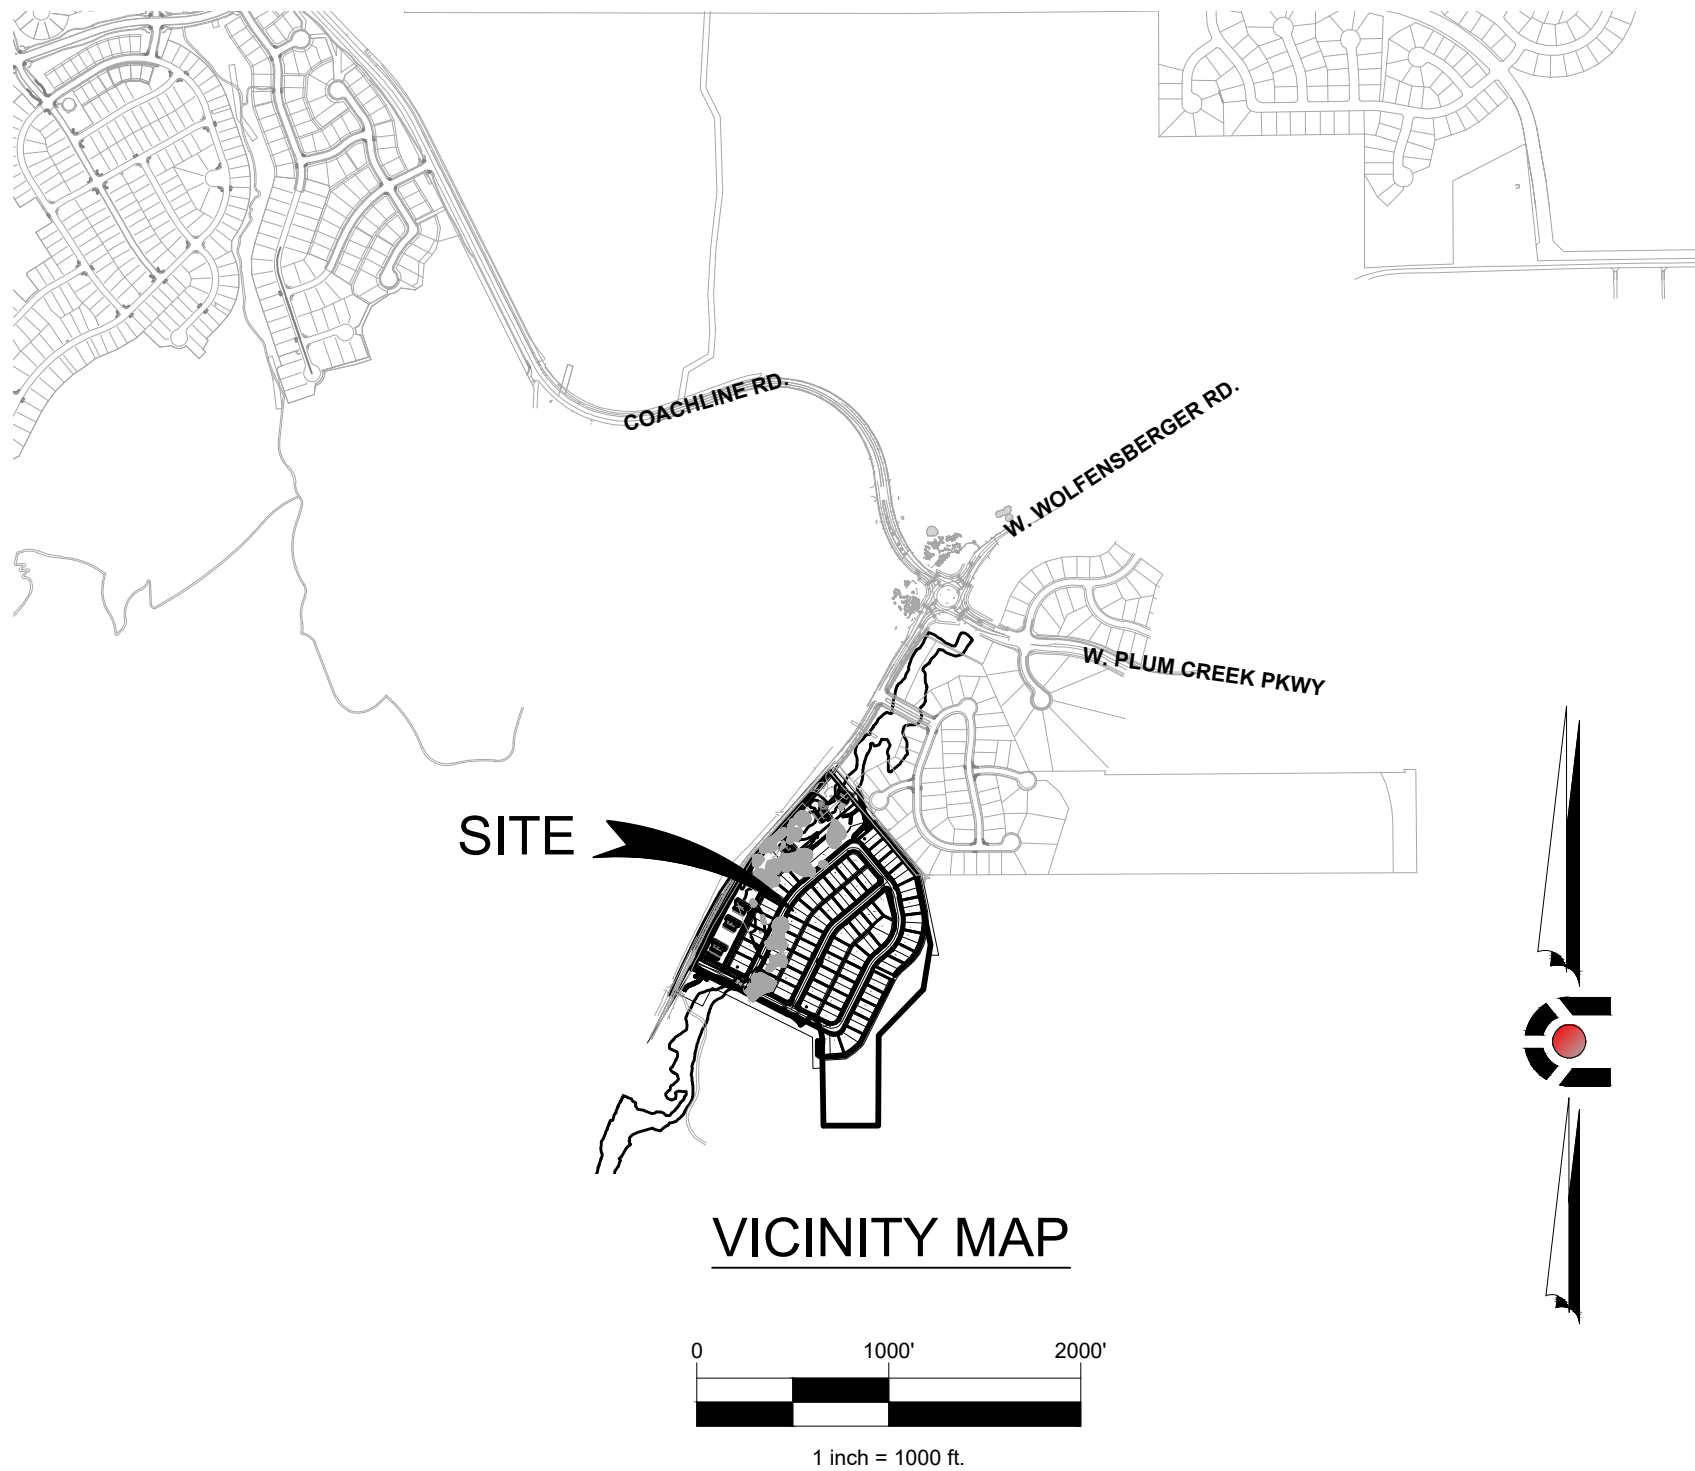 COACHLINE RD.
W. WOLFENSBERGER RD.
W. PLUM CREEK PKWY
SITE
VICINITY MAP
0 1000' 2000'
1 inch = 1000 ft.